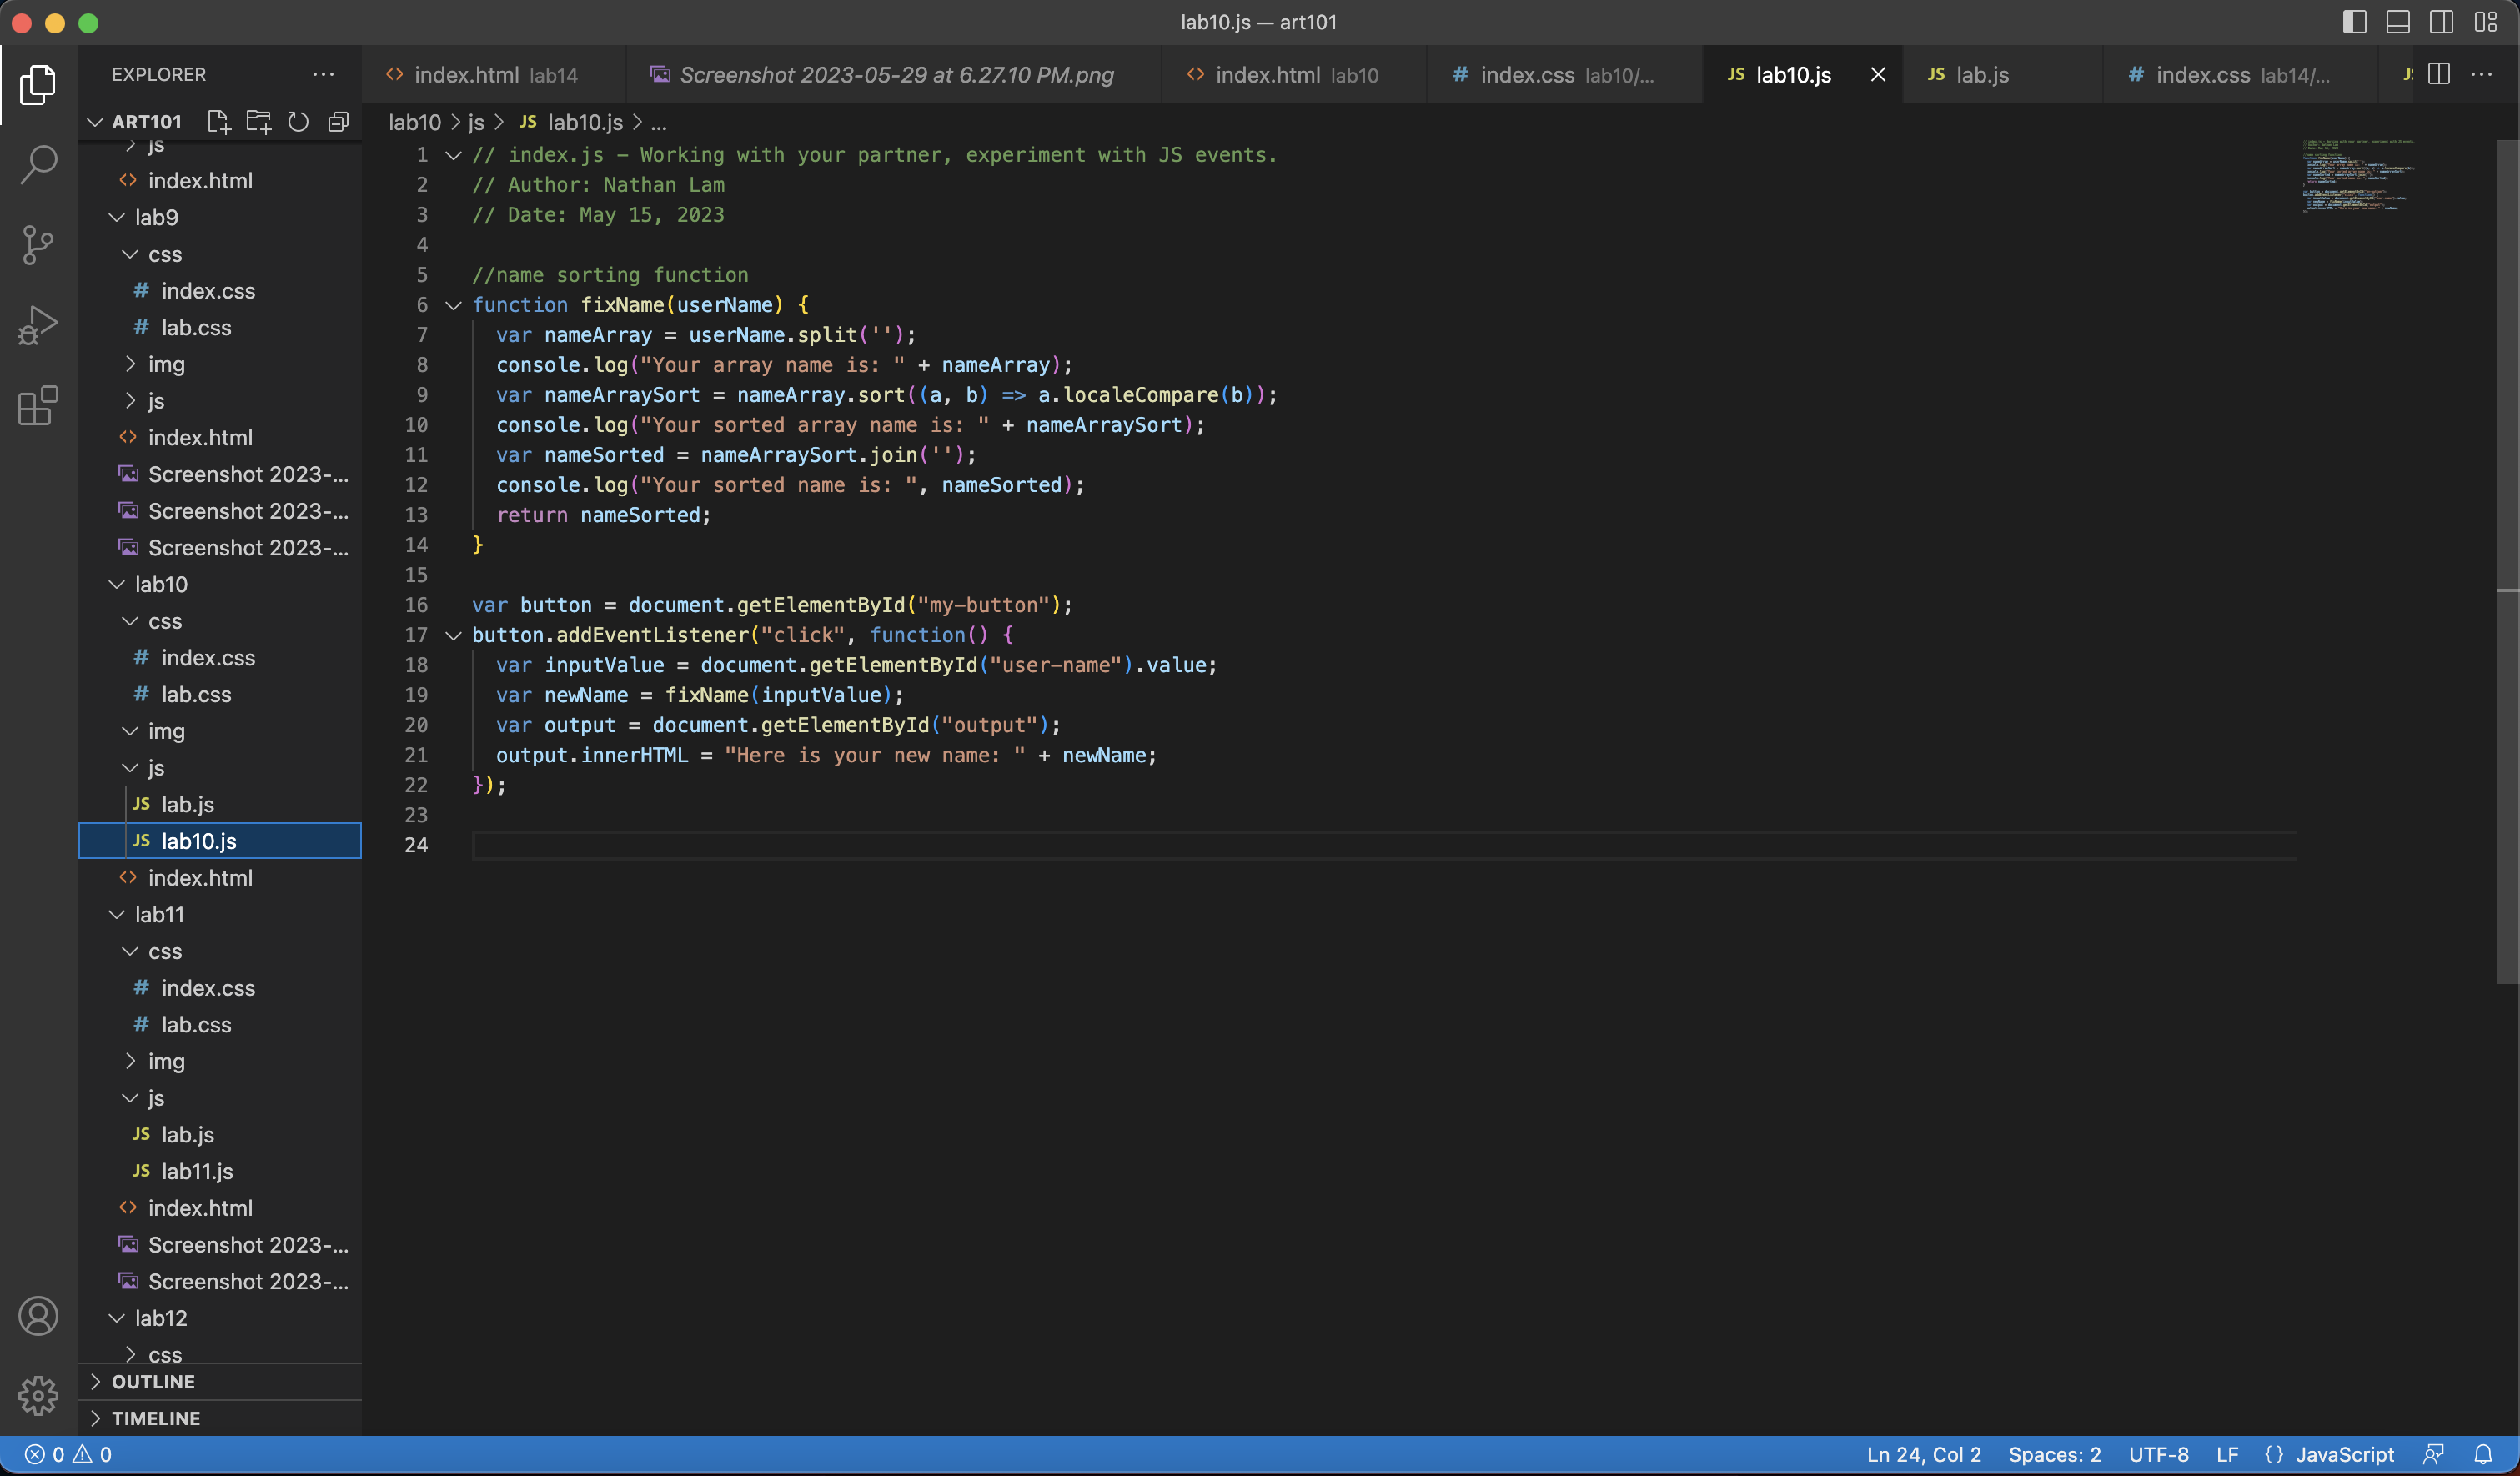 lab10.js — art101
EXPLORER
ART101
js
index.html
lab9
css
index.css
lab.css
img
js
index.html
Screenshot 2023-...
Screenshot 2023-...
Screenshot 2023-...
lab10
css
index.css
lab.css
img
js
lab.js
lab10.js
index.html
lab11
css
index.css
lab.css
img
js
lab.js
lab11.js
index.html
Screenshot 2023-...
Screenshot 2023-...
lab12
css
OUTLINE
TIMELINE
index.html lab14
Screenshot 2023-05-29 at 6.27.10 PM.png
index.html lab10
index.css lab10/...
lab10.js
lab.js
index.css lab14/...
lab10 > js > JS lab10.js > ...
1 // index.js - Working with your partner, experiment with JS events.
2 // Author: Nathan Lam
3 // Date: May 15, 2023
4
5 //name sorting function
6 function fixName(userName) {
7 var nameArray = userName.split('');
8 console.log("Your array name is: " + nameArray);
9 var nameArraySort = nameArray.sort((a, b) => a.localeCompare(b));
10 console.log("Your sorted array name is: " + nameArraySort);
11 var nameSorted = nameArraySort.join('');
12 console.log("Your sorted name is: ", nameSorted);
13 return nameSorted;
14 }
15
16 var button = document.getElementById("my-button");
17 button.addEventListener("click", function() {
18 var inputValue = document.getElementById("user-name").value;
19 var newName = fixName(inputValue);
20 var output = document.getElementById("output");
21 output.innerHTML = "Here is your new name: " + newName;
22 });
23
24
0 0
Ln 24, Col 2 Spaces: 2 UTF-8 LF {} JavaScript